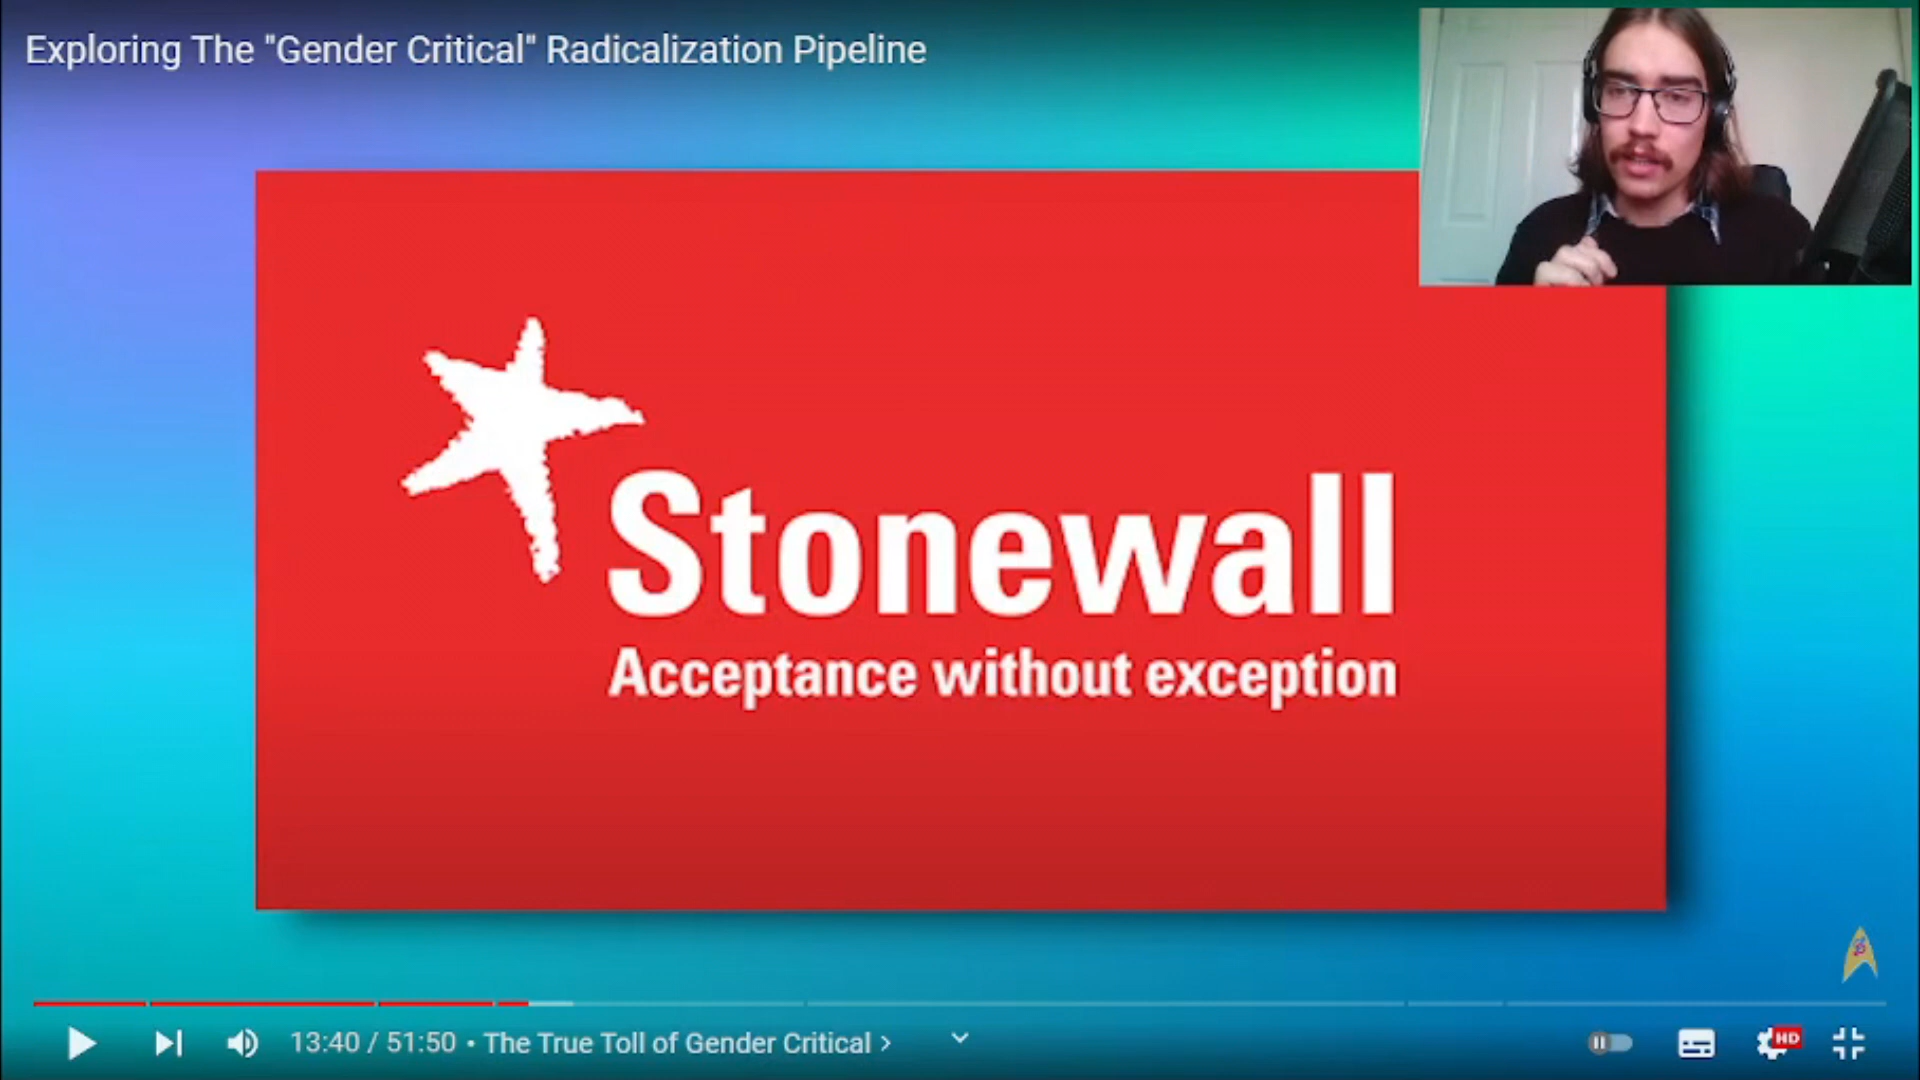 Exploring The "Gender Critical" Radicalization Pipeline
Stonewall
Acceptance without exception
13:40 / 51:50 • The True Toll of Gender Critical >
HD